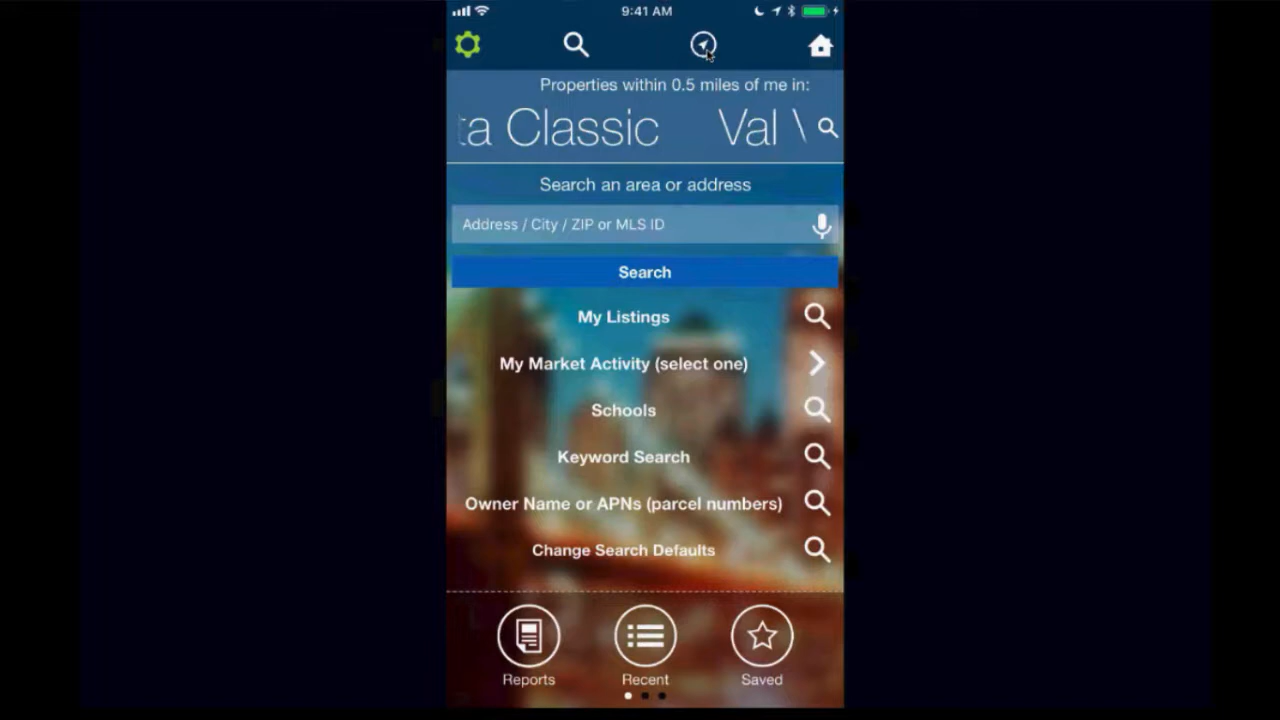 9:41 AM
Properties within 0.5 miles of me in:
ta Classic Val
Search an area or address
Address / City / ZIP or MLS ID
Search
My Listings
My Market Activity (select one)
Schools
Keyword Search
Owner Name or APNs (parcel numbers)
Change Search Defaults
Reports Recent Saved